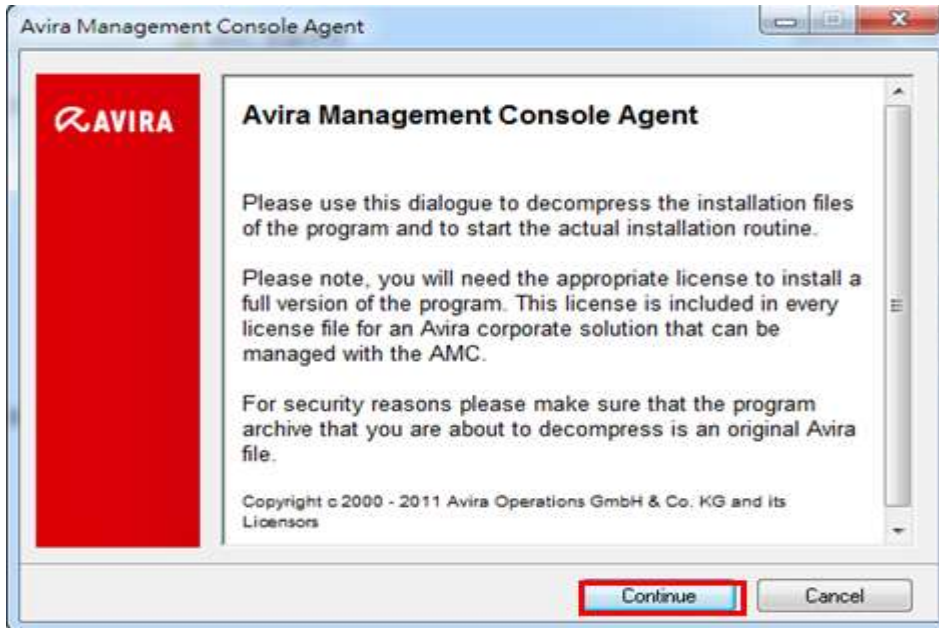 Avira Management Console Agent
AVIRA
Avira Management Console Agent
Please use this dialogue to decompress the installation files
of the program and to start the actual installation routine.
Please note, you will need the appropriate license to install a
full version of the program. This license is included in every
license file for an Avira corporate solution that can be
managed with the AMC.
For security reasons please make sure that the program
archive that you are about to decompress is an original Avira
file.
Copyright c 2000 - 2011 Avira Operations GmbH & Co. KG and its
Licensors
Continue
Cancel